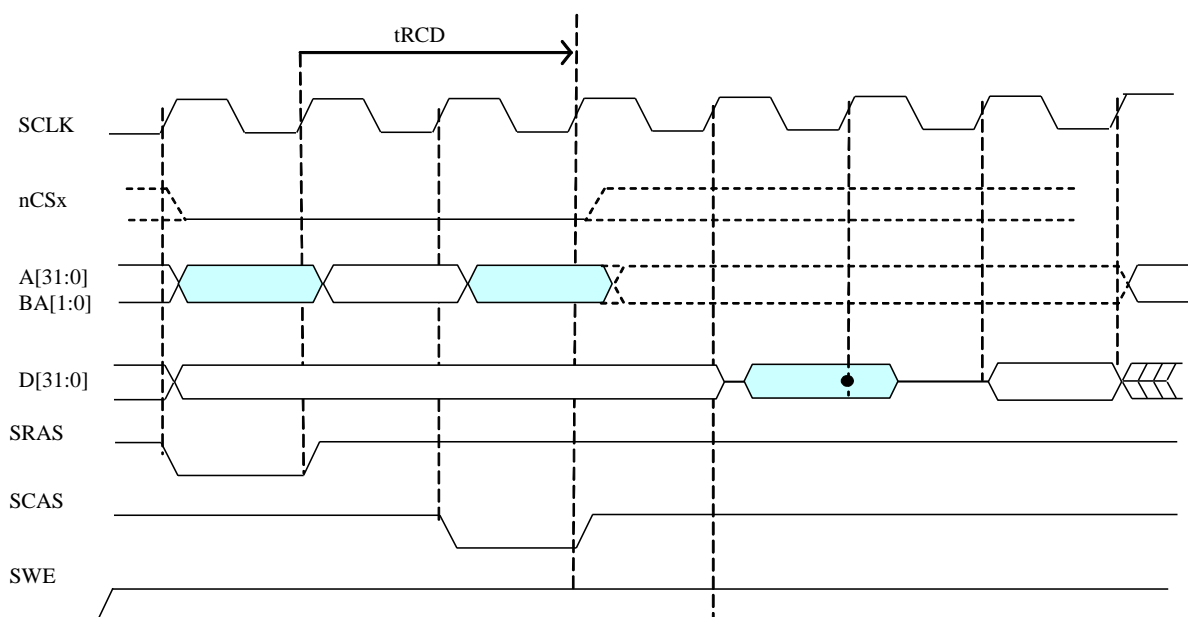 tRCD
SCLK
nCSx
A[31:0]
BA[1:0]
D[31:0]
SRAS
SCAS
SWE